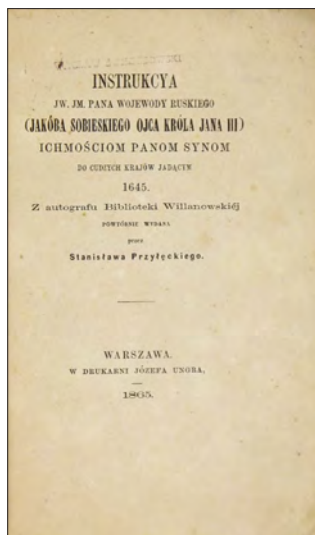 INSTRUKCYA
JW. JM. PANA WOJEWODY RUSKIEGO
(JAKÓBA SOBIESKIEGO OJCA KRÓLA JANA III)
ICHMOŚCIOM PANOM SYNOM
DO CUDZYCH KRAJÓW JADĄCYM
1645.
Z autografu Biblioteki Willanowskiéj
POWTÓRNIE WYDANA
przez
Stanisława Przyłęckiego.
WARSZAWA.
W DRUKARNI JÓZEFA UNGRA,
1865.